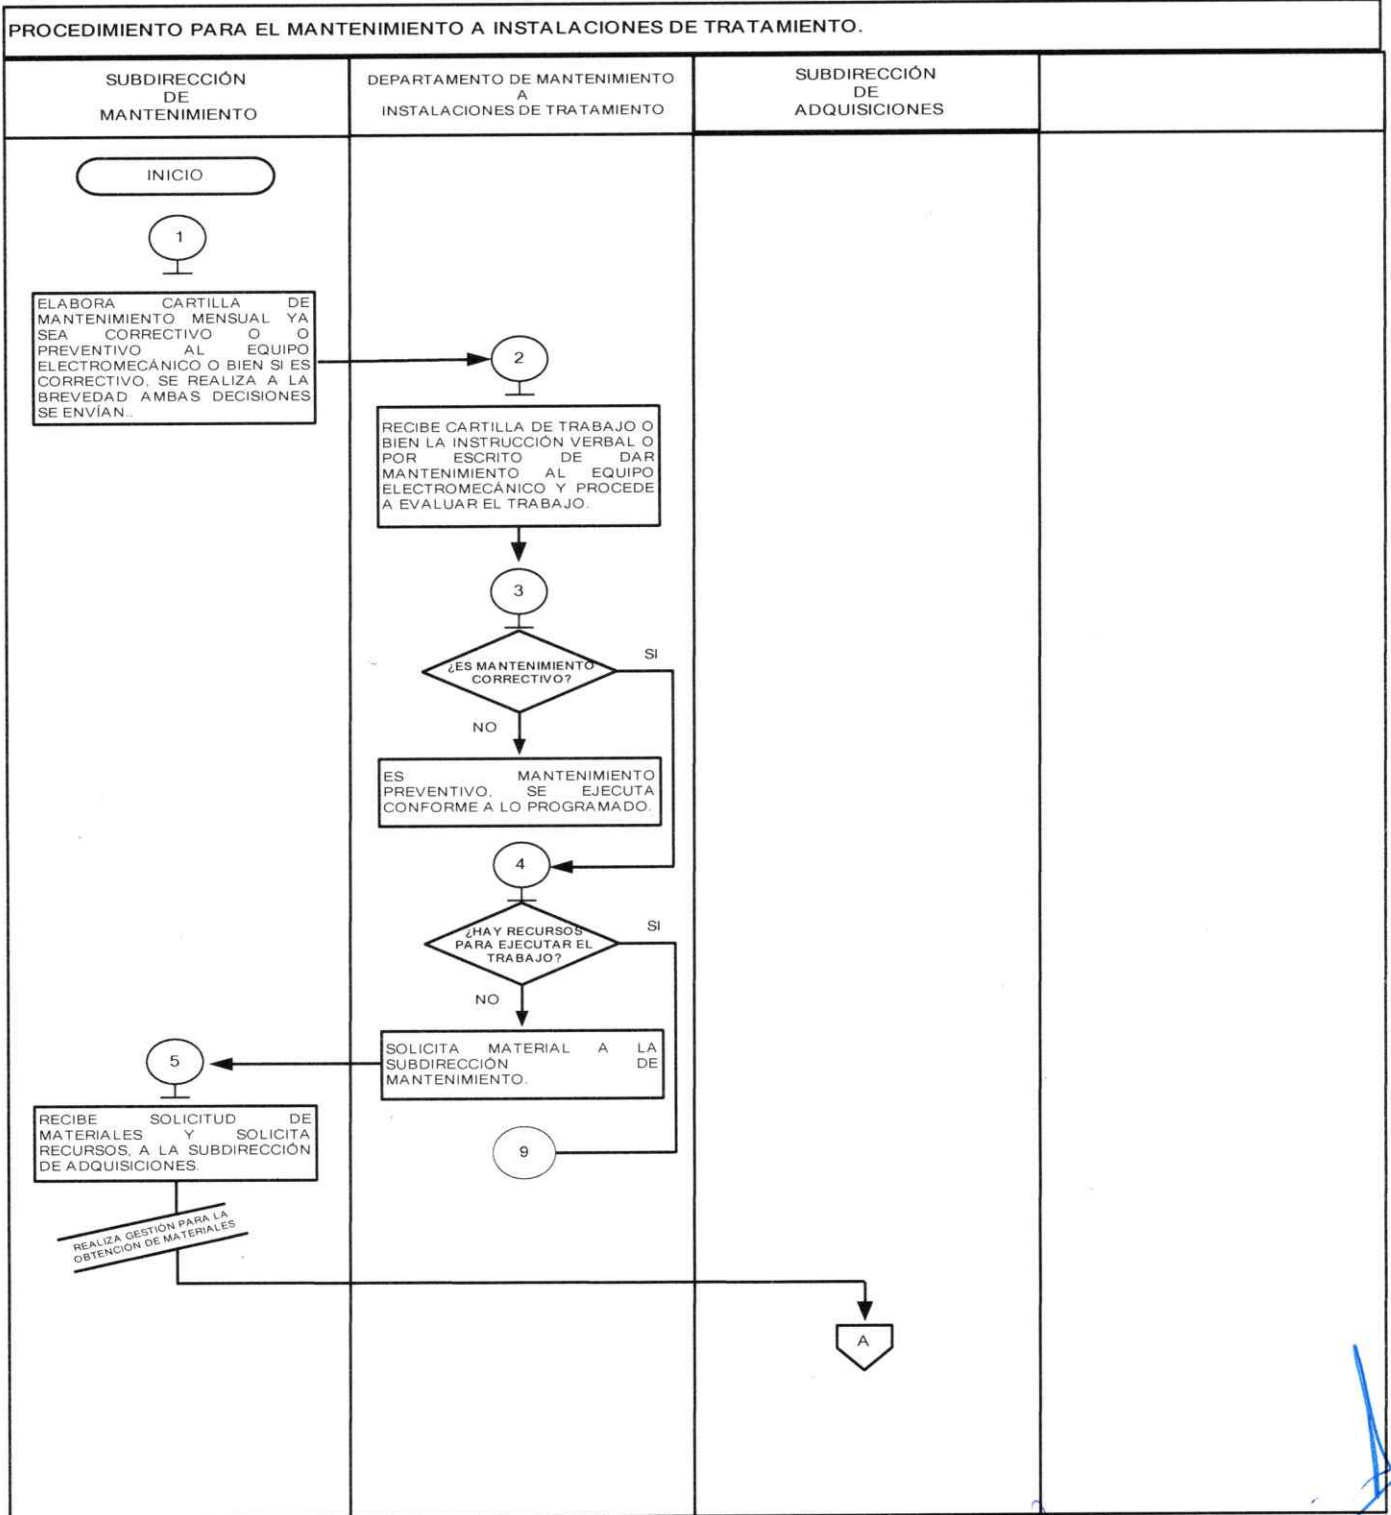 PROCEDIMIENTO PARA EL MANTENIMIENTO A INSTALACIONES DE TRATAMIENTO.
SUBDIRECCIÓN
DE
MANTENIMIENTO
DEPARTAMENTO DE MANTENIMIENTO
A
INSTALACIONES DE TRATAMIENTO
SUBDIRECCIÓN
DE
ADQUISICIONES
INICIO
1
ELABORA CARTILLA DE
MANTENIMIENTO MENSUAL YA
SEA CORRECTIVO O O
PREVENTIVO AL EQUIPO
ELECTROMECÁNICO O BIEN SI ES
CORRECTIVO, SE REALIZA A LA
BREVEDAD AMBAS DECISIONES
SE ENVÍAN..
2
RECIBE CARTILLA DE TRABAJO O
BIEN LA INSTRUCCIÓN VERBAL O
POR ESCRITO DE DAR
MANTENIMIENTO AL EQUIPO
ELECTROMECÁNICO Y PROCEDE
A EVALUAR EL TRABAJO.
3
¿ES MANTENIMIENTO
CORRECTIVO?
SI
NO
ES MANTENIMIENTO
PREVENTIVO, SE EJECUTA
CONFORME A LO PROGRAMADO.
4
¿HAY RECURSOS
PARA EJECUTAR EL
TRABAJO?
SI
NO
SOLICITA MATERIAL A LA
SUBDIRECCIÓN DE
MANTENIMIENTO.
5
RECIBE SOLICITUD DE
MATERIALES Y SOLICITA
RECURSOS, A LA SUBDIRECCIÓN
DE ADQUISICIONES.
9
REALIZA GESTIÓN PARA LA
OBTENCIÓN DE MATERIALES
A